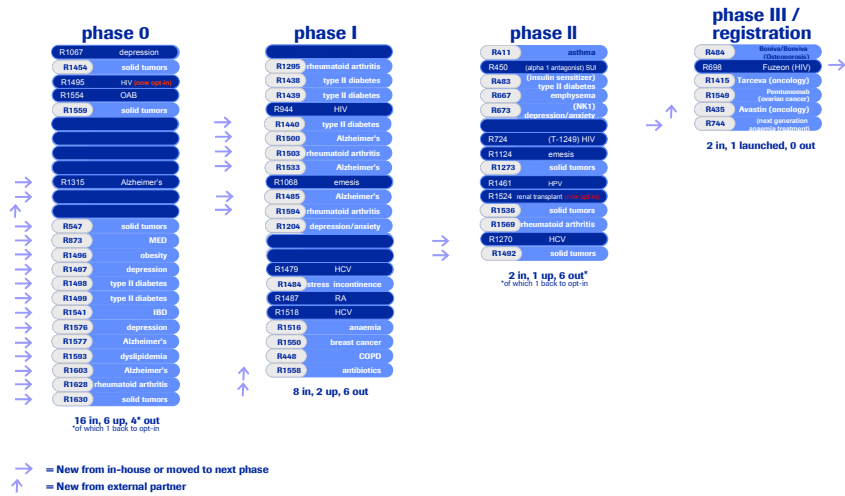 phase 0
R1067 depression
R1454 solid tumors
R1495 HIV (now opt-in)
R1554 OAB
R1559 solid tumors
R1315 Alzheimer's
R547 solid tumors
R873 MED
R1496 obesity
R1497 depression
R1498 type II diabetes
R1499 type II diabetes
R1541 IBD
R1576 depression
R1577 Alzheimer's
R1593 dyslipidemia
R1603 Alzheimer's
R1628 rheumatoid arthritis
R1630 solid tumors
16 in, 6 up, 4* out
*of which 1 back to opt-in
phase I
R1295 rheumatoid arthritis
R1438 type II diabetes
R1439 type II diabetes
R944 HIV
R1440 type II diabetes
R1500 Alzheimer's
R1503 rheumatoid arthritis
R1533 Alzheimer's
R1068 emesis
R1485 Alzheimer's
R1594 rheumatoid arthritis
R1204 depression/anxiety
R1479 HCV
R1484 stress incontinence
R1487 RA
R1518 HCV
R1516 anaemia
R1550 breast cancer
R448 COPD
R1558 antibiotics
8 in, 2 up, 6 out
phase II
R411 asthma
R450 (alpha 1 antagonist) SUI
R483 (insulin sensitizer)
type II diabetes
R667 emphysema
R673 (NK1)
depression/anxiety
R724 (T-1249) HIV
R1124 emesis
R1273 solid tumors
R1461 HPV
R1524 renal transplant (now opt-in)
R1536 solid tumors
R1569 rheumatoid arthritis
R1270 HCV
R1492 solid tumors
2 in, 1 up, 6 out*
*of which 1 back to opt-in
phase III /
registration
R484 Boniva/Bonviva
(Osteoporosis)
R698 Fuzeon (HIV)
R1415 Tarceva (oncology)
R1549 Pemtumomab
(ovarian cancer)
R435 Avastin (oncology)
R744 (next generation
anaemia treatment)
2 in, 1 launched, 0 out
= New from in-house or moved to next phase
= New from external partner